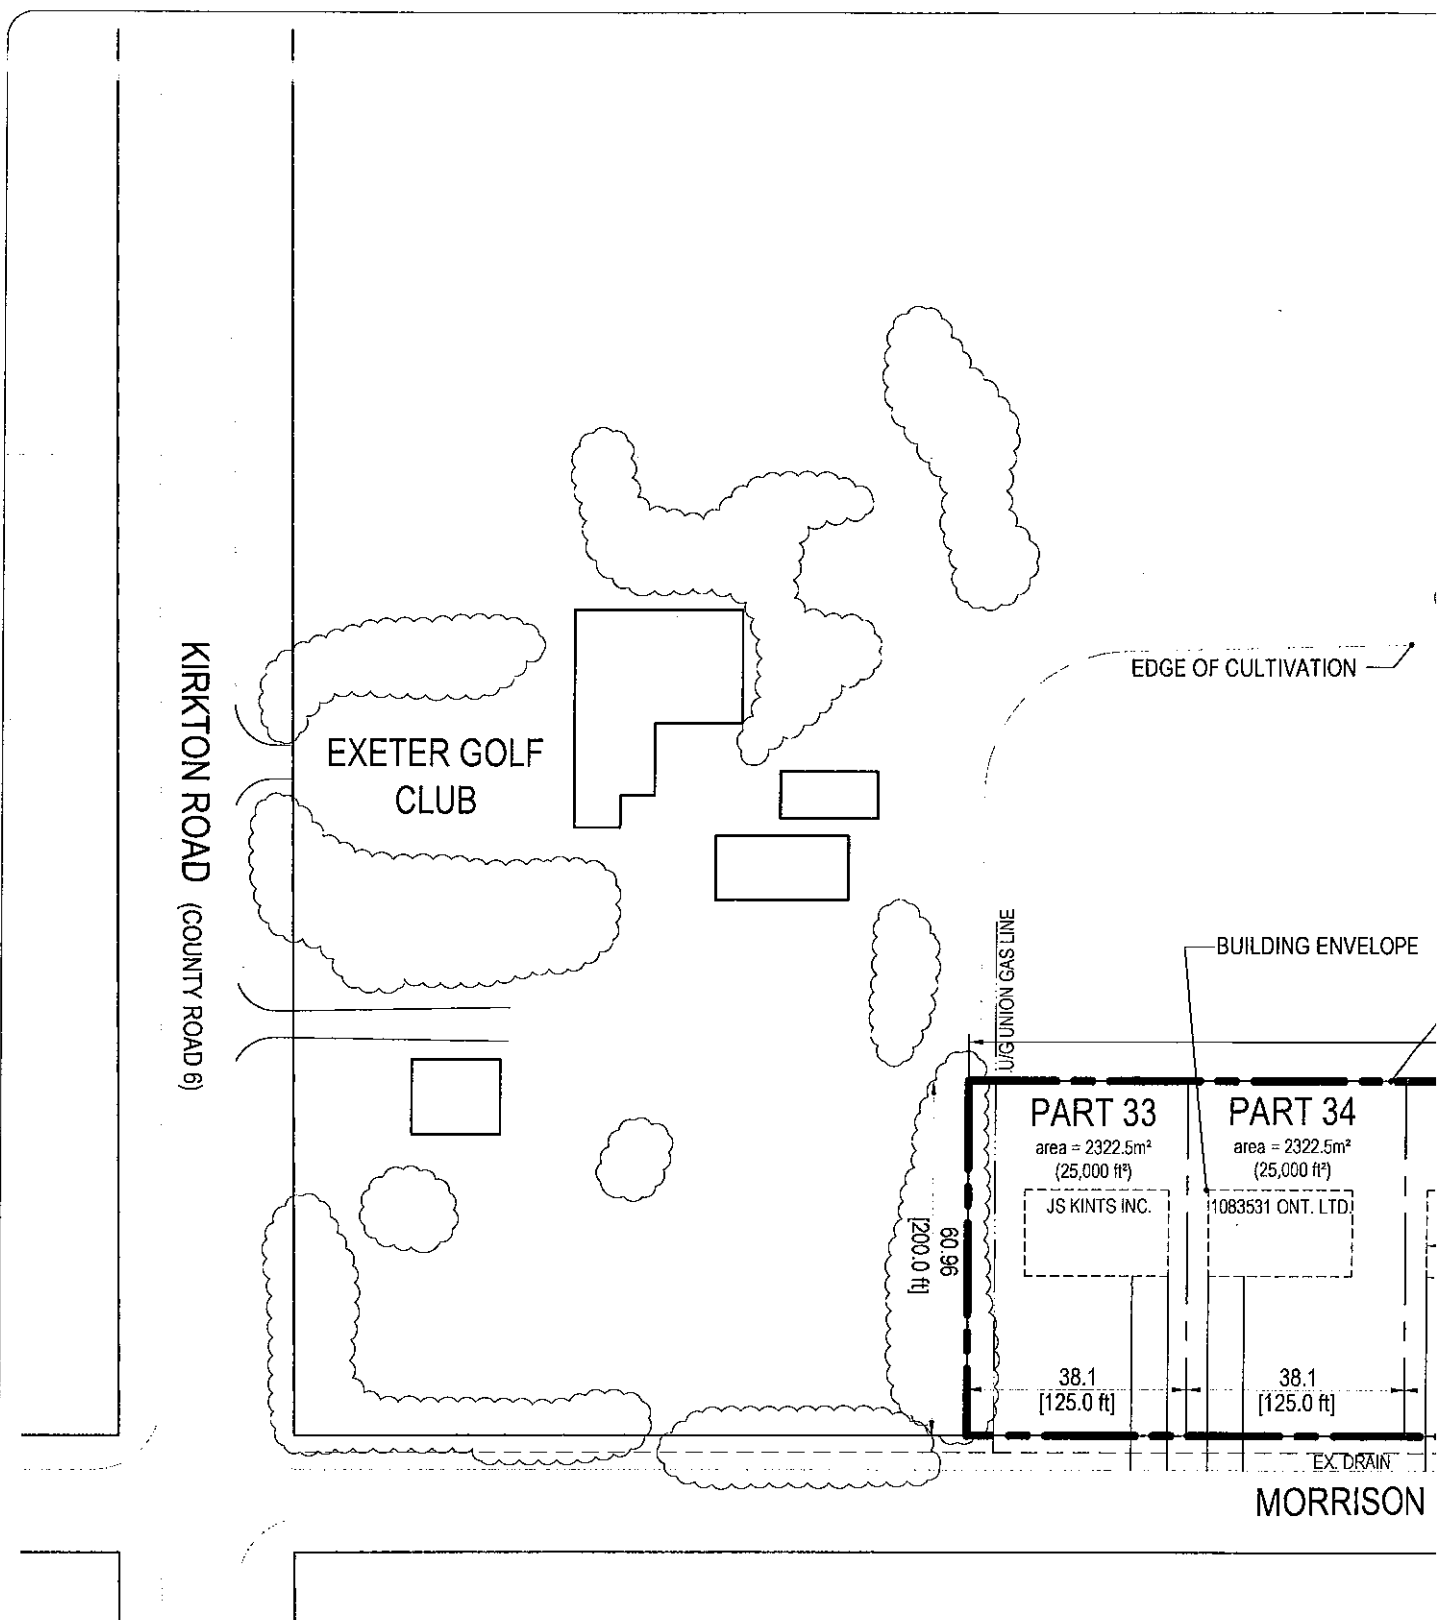 EDGE OF CULTIVATION
KIRKTON ROAD (COUNTY ROAD 6)
EXETER GOLF
CLUB
U/G UNION GAS LINE
BUILDING ENVELOPE
PART 33
area = 2322.5m²
(25,000 ft²)
JS KINTS INC.
PART 34
area = 2322.5m²
(25,000 ft²)
1083531 ONT. LTD.
60.96
[200.0 ft]
38.1
[125.0 ft]
38.1
[125.0 ft]
EX. DRAIN
MORRISON